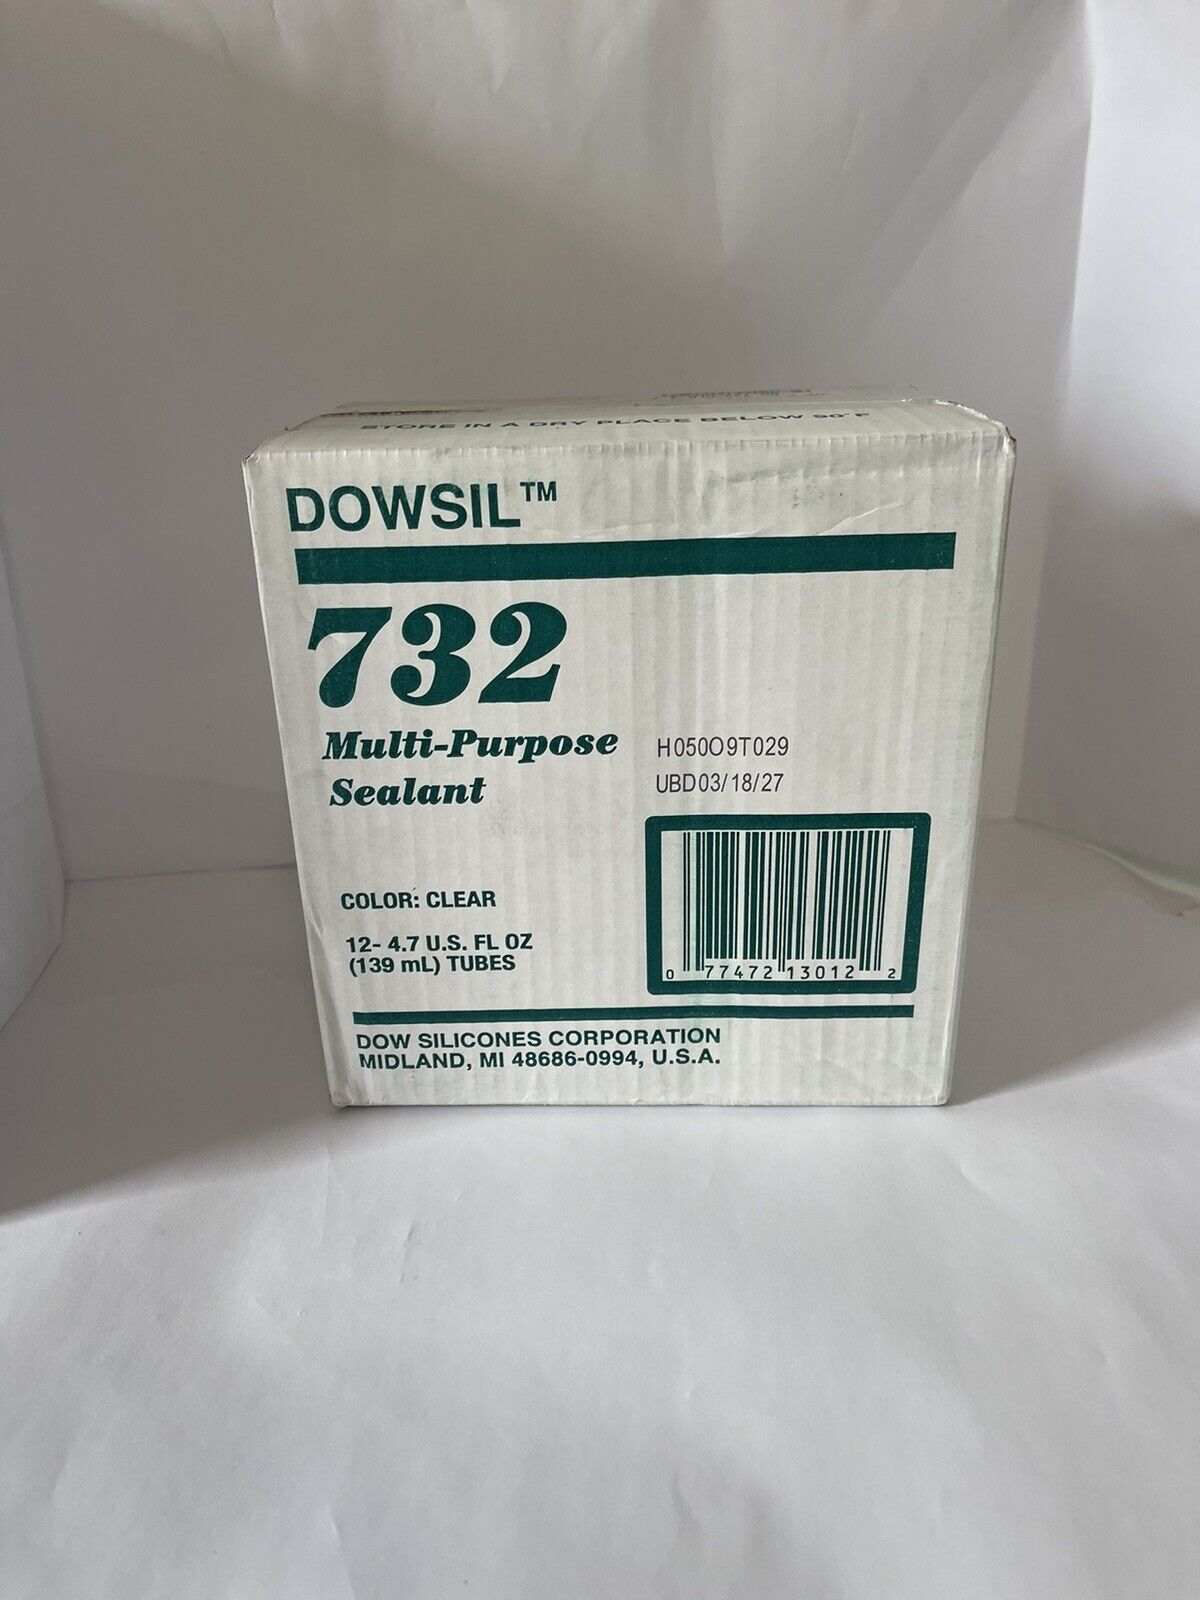 STORE IN A DRY PLACE BELOW 90°F
DOWSIL™
732
Multi-Purpose
Sealant
H050O9T029
UBD03/18/27
COLOR: CLEAR
12- 4.7 U.S. FL OZ
(139 mL) TUBES
0 77472 13012 2
DOW SILICONES CORPORATION
MIDLAND, MI 48686-0994, U.S.A.